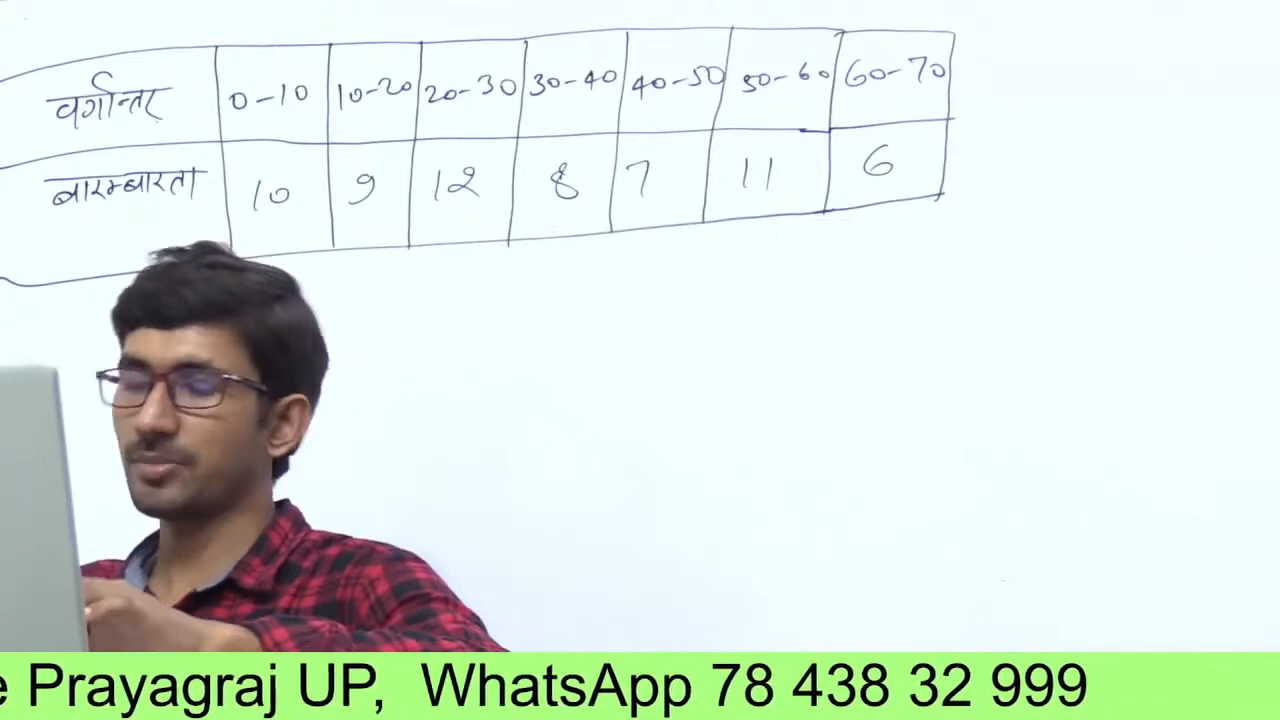 वर्गान्तर 0-10 10-20 20-30 30-40 40-50 50-60 60-70
बारम्बारता 10 9 12 8 7 11 6
e Prayagraj UP, WhatsApp 78 438 32 999